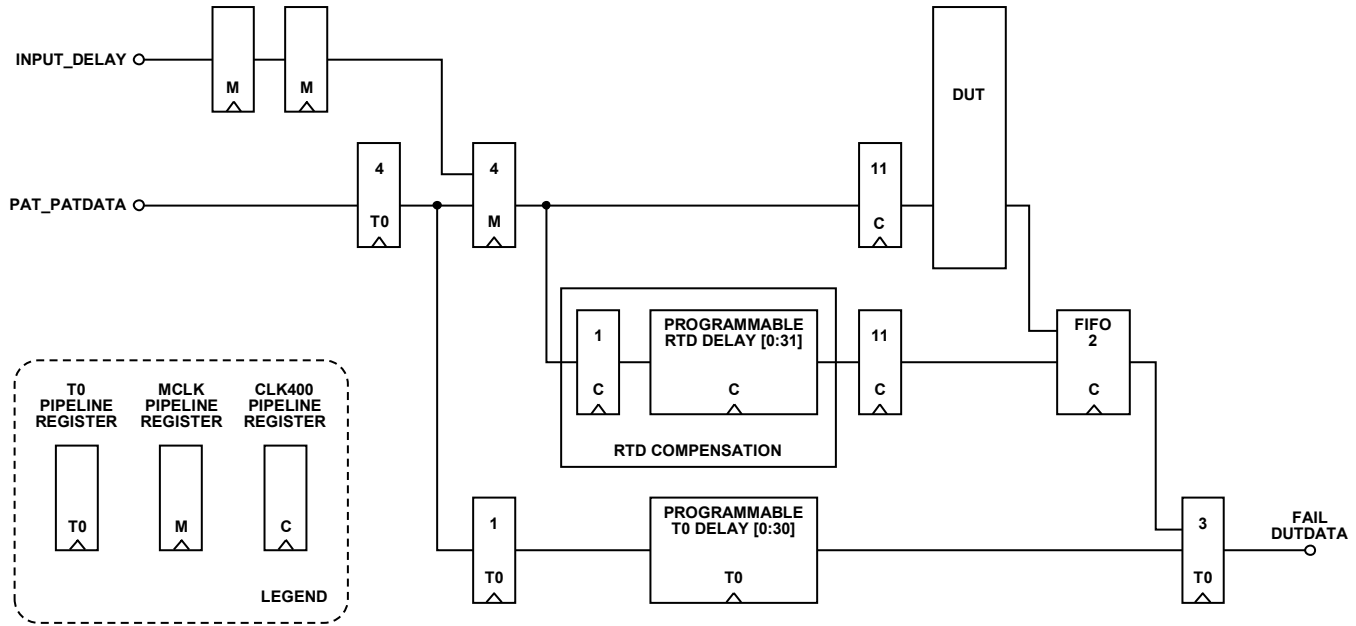 INPUT_DELAY
M
M
DUT
PAT_PATDATA
4
T0
4
M
11
C
1
C
PROGRAMMABLE
RTD DELAY [0:31]
C
RTD COMPENSATION
11
C
FIFO
2
C
1
T0
PROGRAMMABLE
T0 DELAY [0:30]
T0
3
T0
FAIL
DUTDATA
T0
PIPELINE
REGISTER
T0
MCLK
PIPELINE
REGISTER
M
CLK400
PIPELINE
REGISTER
C
LEGEND